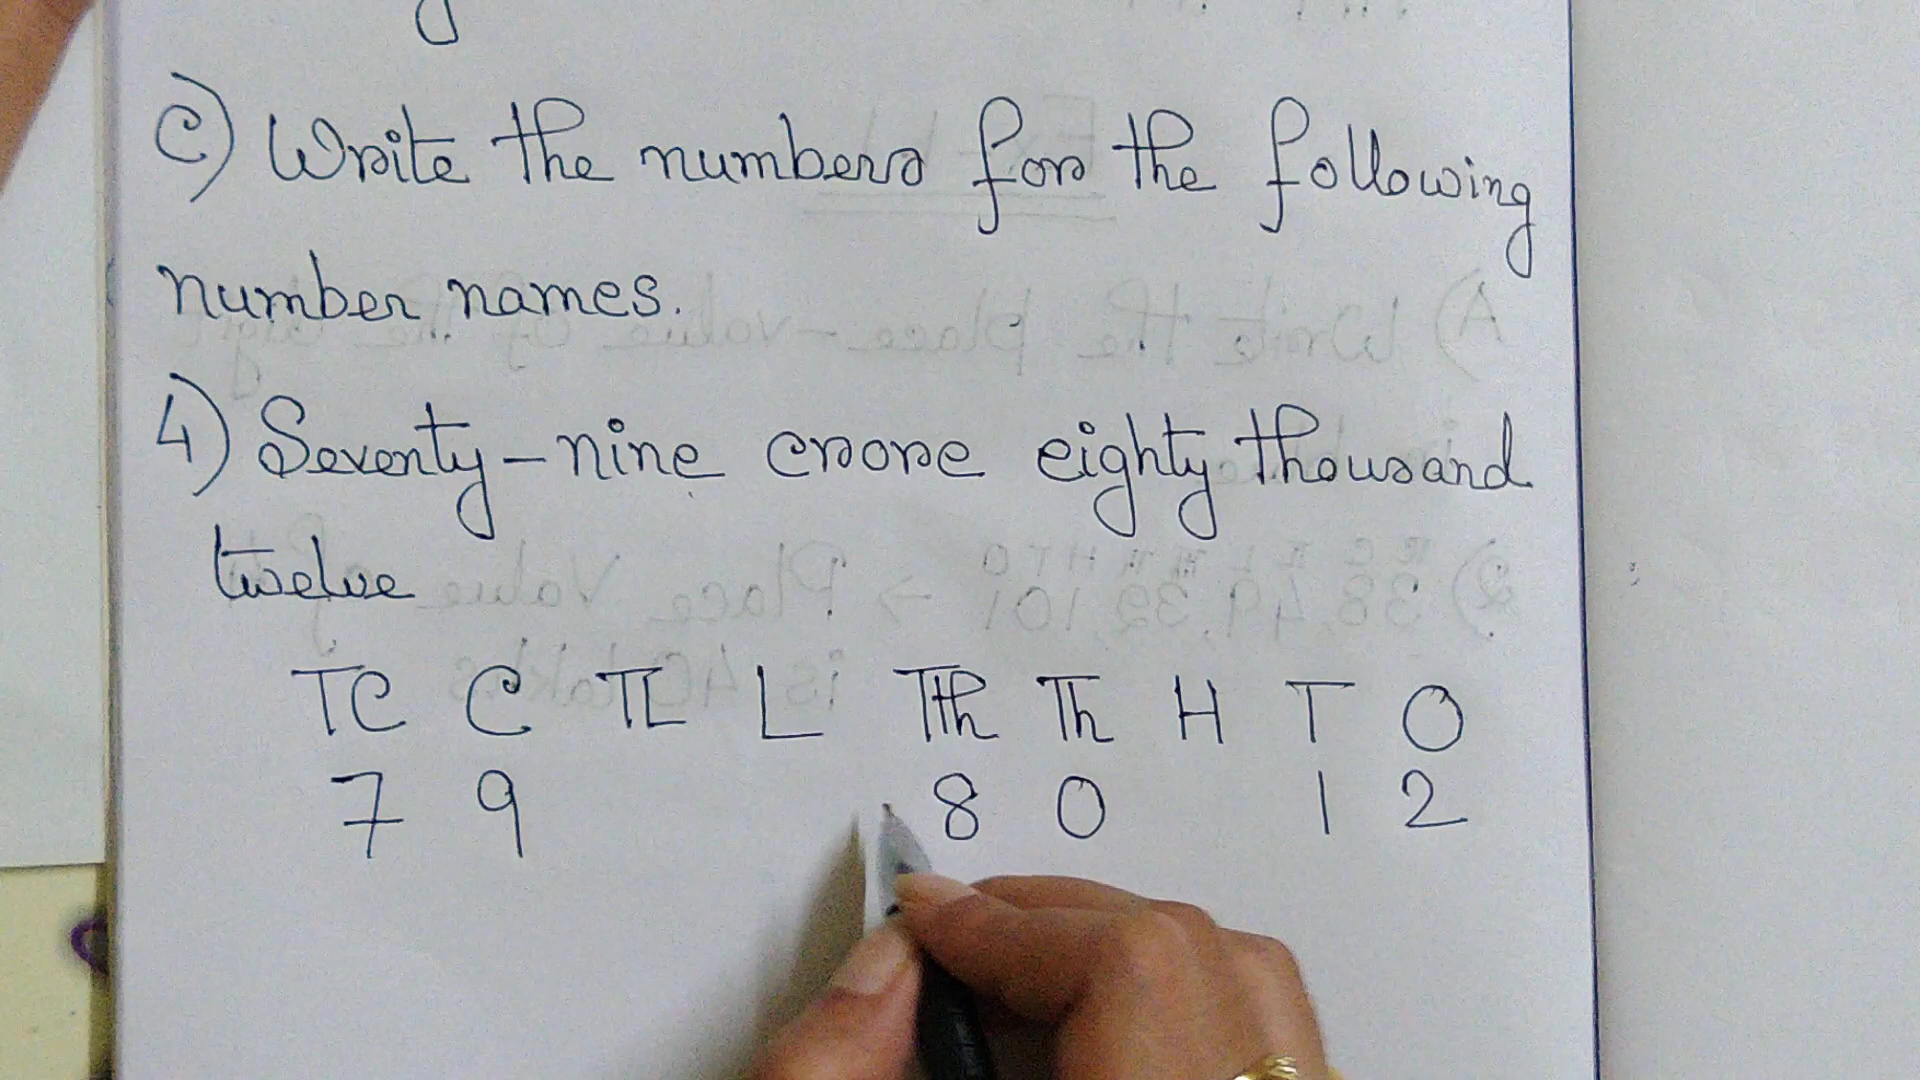 C) Write the numbers for the following
number names.
4) Seventy-nine crore eighty thousand
twelve
TC C TL L TTh Th H T O
7 9 8 0 1 2